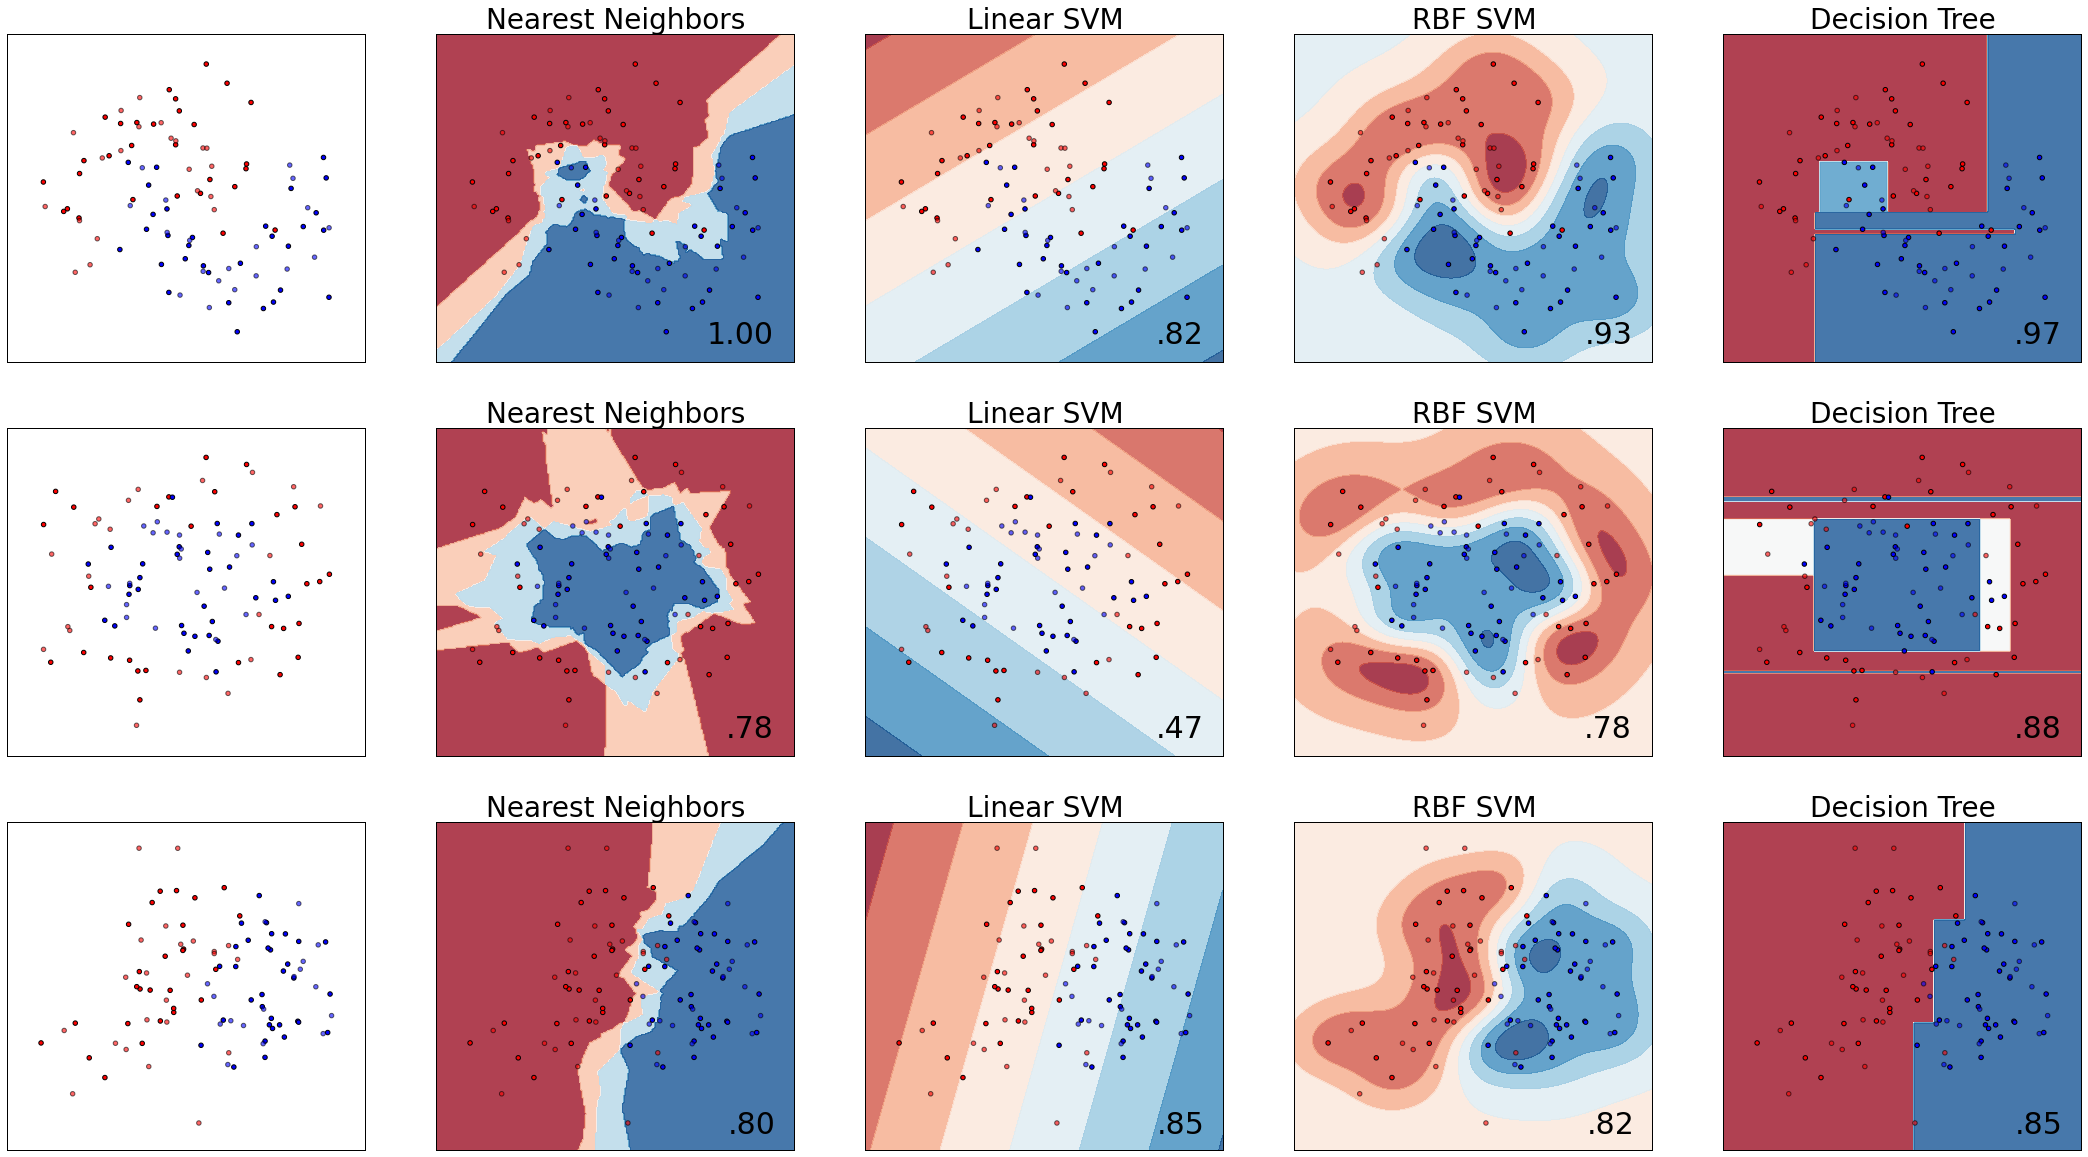 Nearest Neighbors
Linear SVM
RBF SVM
Decision Tree
1.00
.82
.93
.97
Nearest Neighbors
Linear SVM
RBF SVM
Decision Tree
.78
.47
.78
.88
Nearest Neighbors
Linear SVM
RBF SVM
Decision Tree
.80
.85
.82
.85